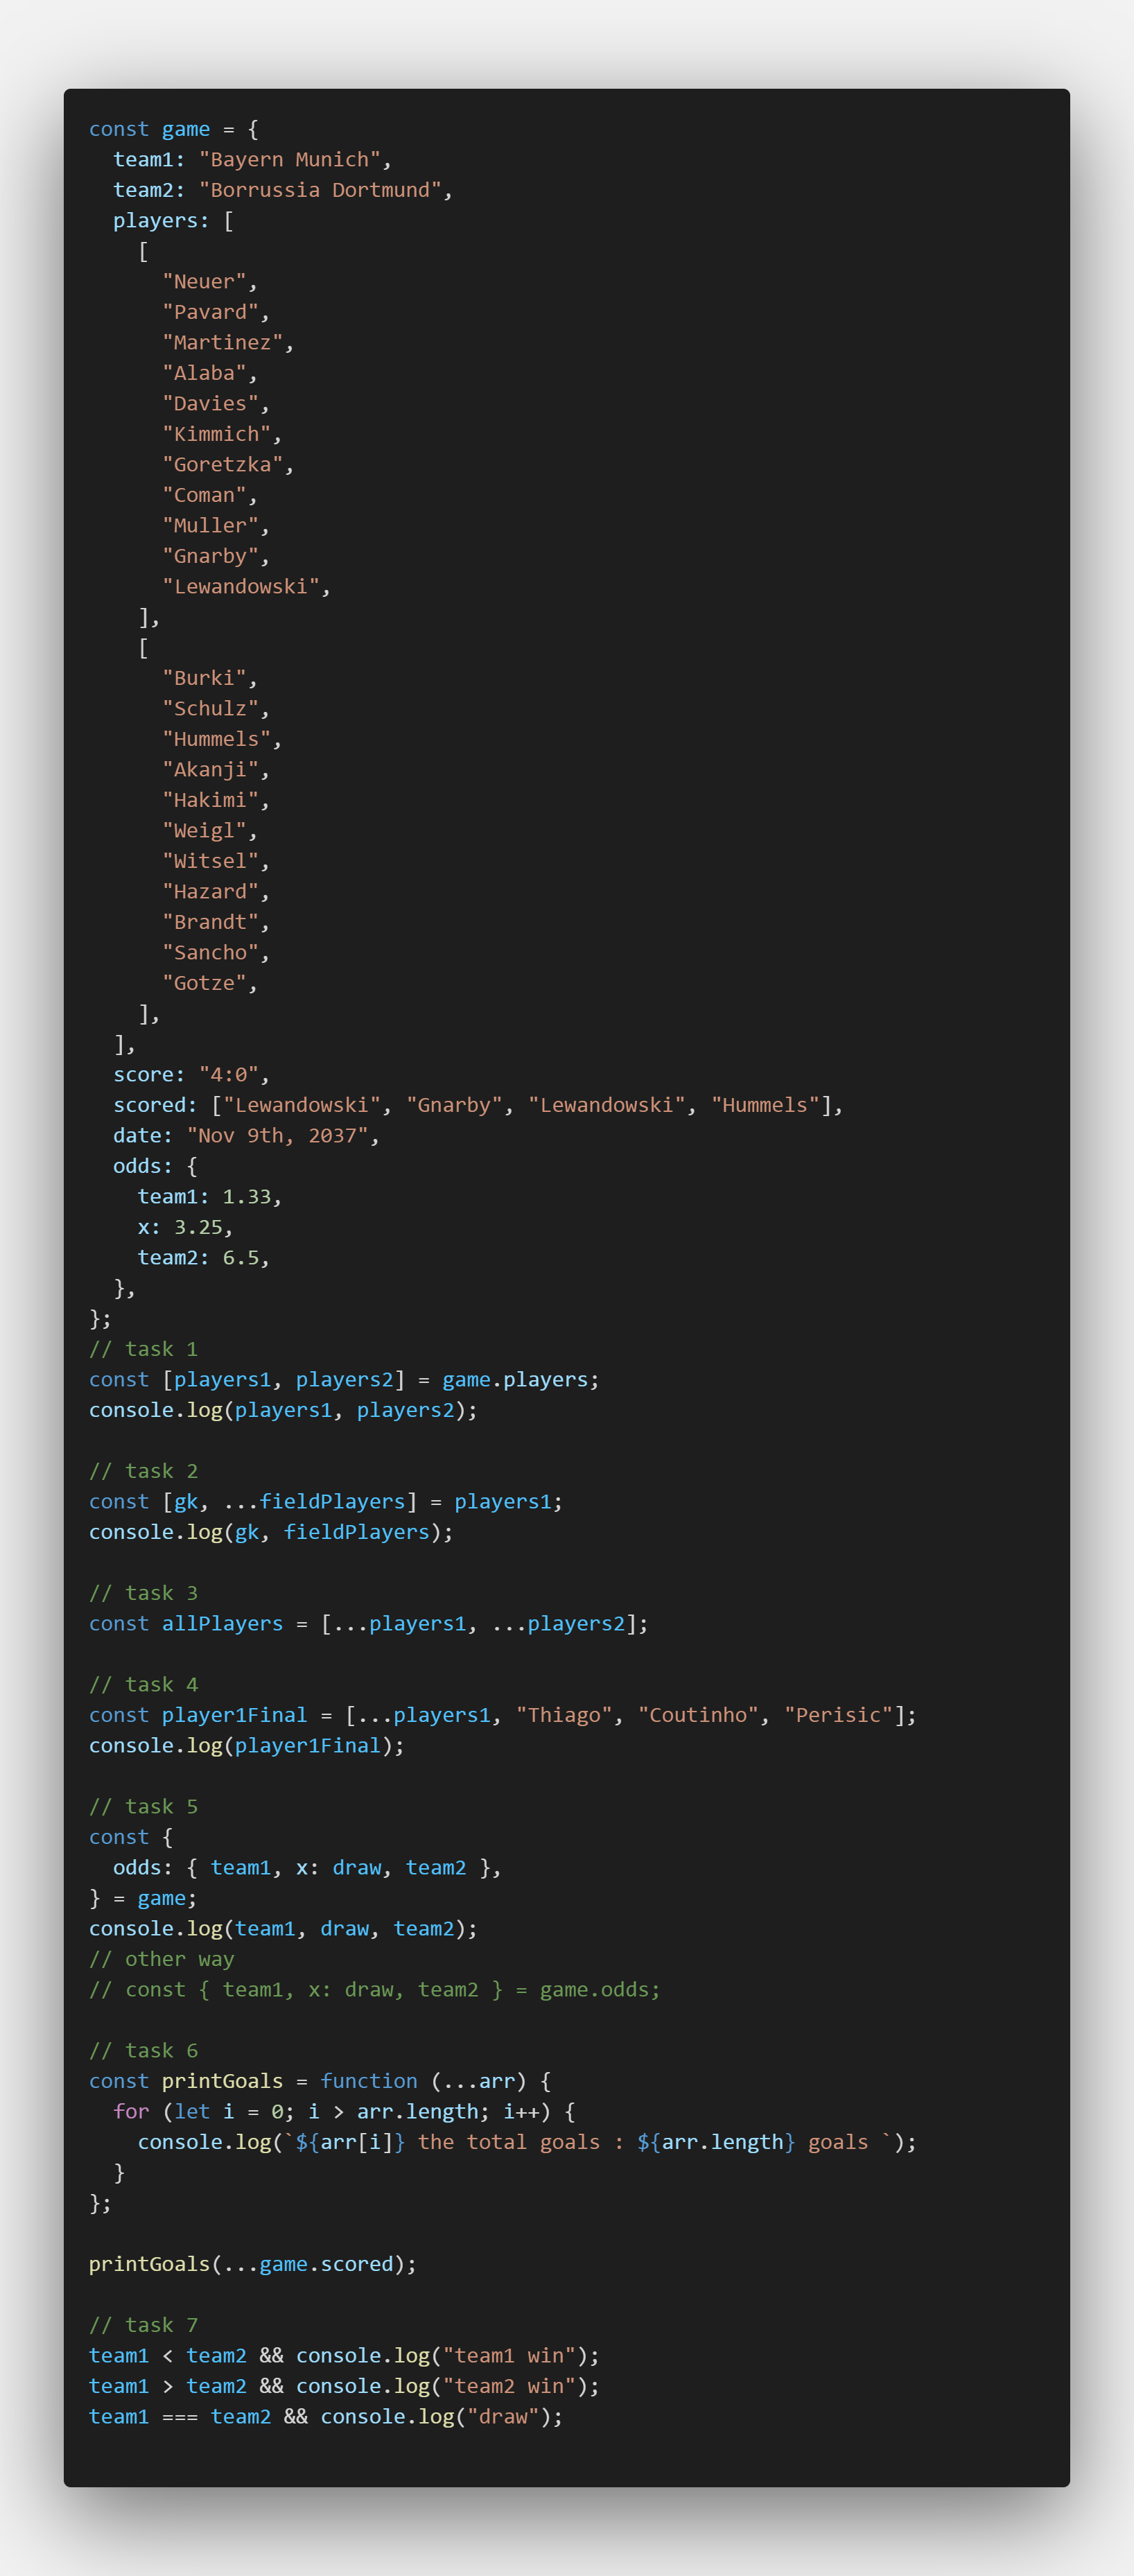 const game = {
  team1: "Bayern Munich",
  team2: "Borrussia Dortmund",
  players: [
    [
      "Neuer",
      "Pavard",
      "Martinez",
      "Alaba",
      "Davies",
      "Kimmich",
      "Goretzka",
      "Coman",
      "Muller",
      "Gnarby",
      "Lewandowski",
    ],
    [
      "Burki",
      "Schulz",
      "Hummels",
      "Akanji",
      "Hakimi",
      "Weigl",
      "Witsel",
      "Hazard",
      "Brandt",
      "Sancho",
      "Gotze",
    ],
  ],
  score: "4:0",
  scored: ["Lewandowski", "Gnarby", "Lewandowski", "Hummels"],
  date: "Nov 9th, 2037",
  odds: {
    team1: 1.33,
    x: 3.25,
    team2: 6.5,
  },
};
// task 1
const [players1, players2] = game.players;
console.log(players1, players2);

// task 2
const [gk, ...fieldPlayers] = players1;
console.log(gk, fieldPlayers);

// task 3
const allPlayers = [...players1, ...players2];

// task 4
const player1Final = [...players1, "Thiago", "Coutinho", "Perisic"];
console.log(player1Final);

// task 5
const {
  odds: { team1, x: draw, team2 },
} = game;
console.log(team1, draw, team2);
// other way
// const { team1, x: draw, team2 } = game.odds;

// task 6
const printGoals = function (...arr) {
  for (let i = 0; i > arr.length; i++) {
    console.log(`${arr[i]} the total goals : ${arr.length} goals `);
  }
};

printGoals(...game.scored);

// task 7
team1 < team2 && console.log("team1 win");
team1 > team2 && console.log("team2 win");
team1 === team2 && console.log("draw");